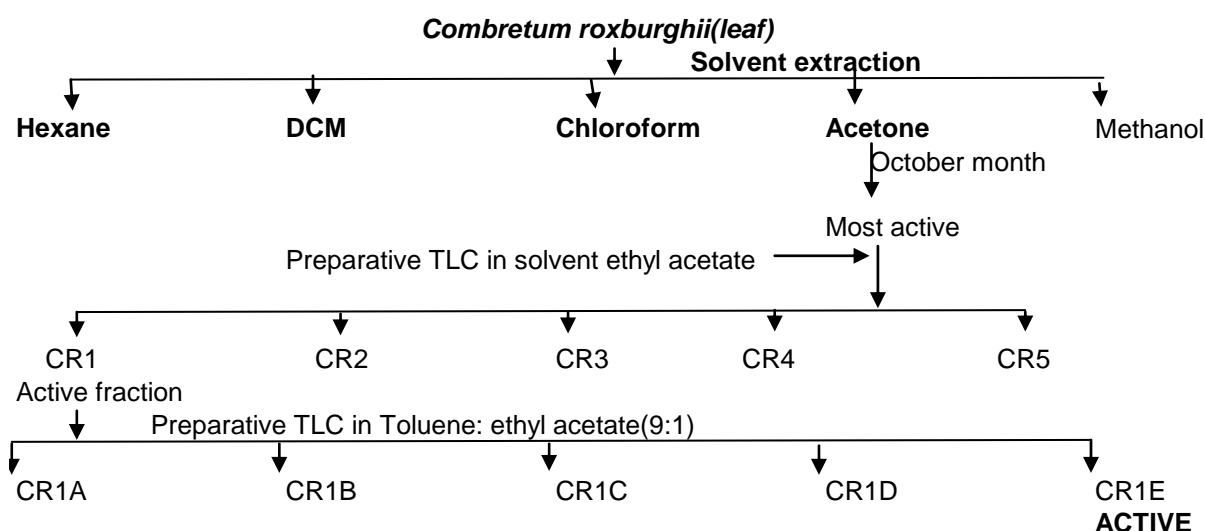 Combretum roxburghii(leaf)
Solvent extraction
Hexane DCM Chloroform Acetone Methanol
October month
Most active
Preparative TLC in solvent ethyl acetate
CR1 CR2 CR3 CR4 CR5
Active fraction
Preparative TLC in Toluene: ethyl acetate(9:1)
CR1A CR1B CR1C CR1D CR1E
ACTIVE